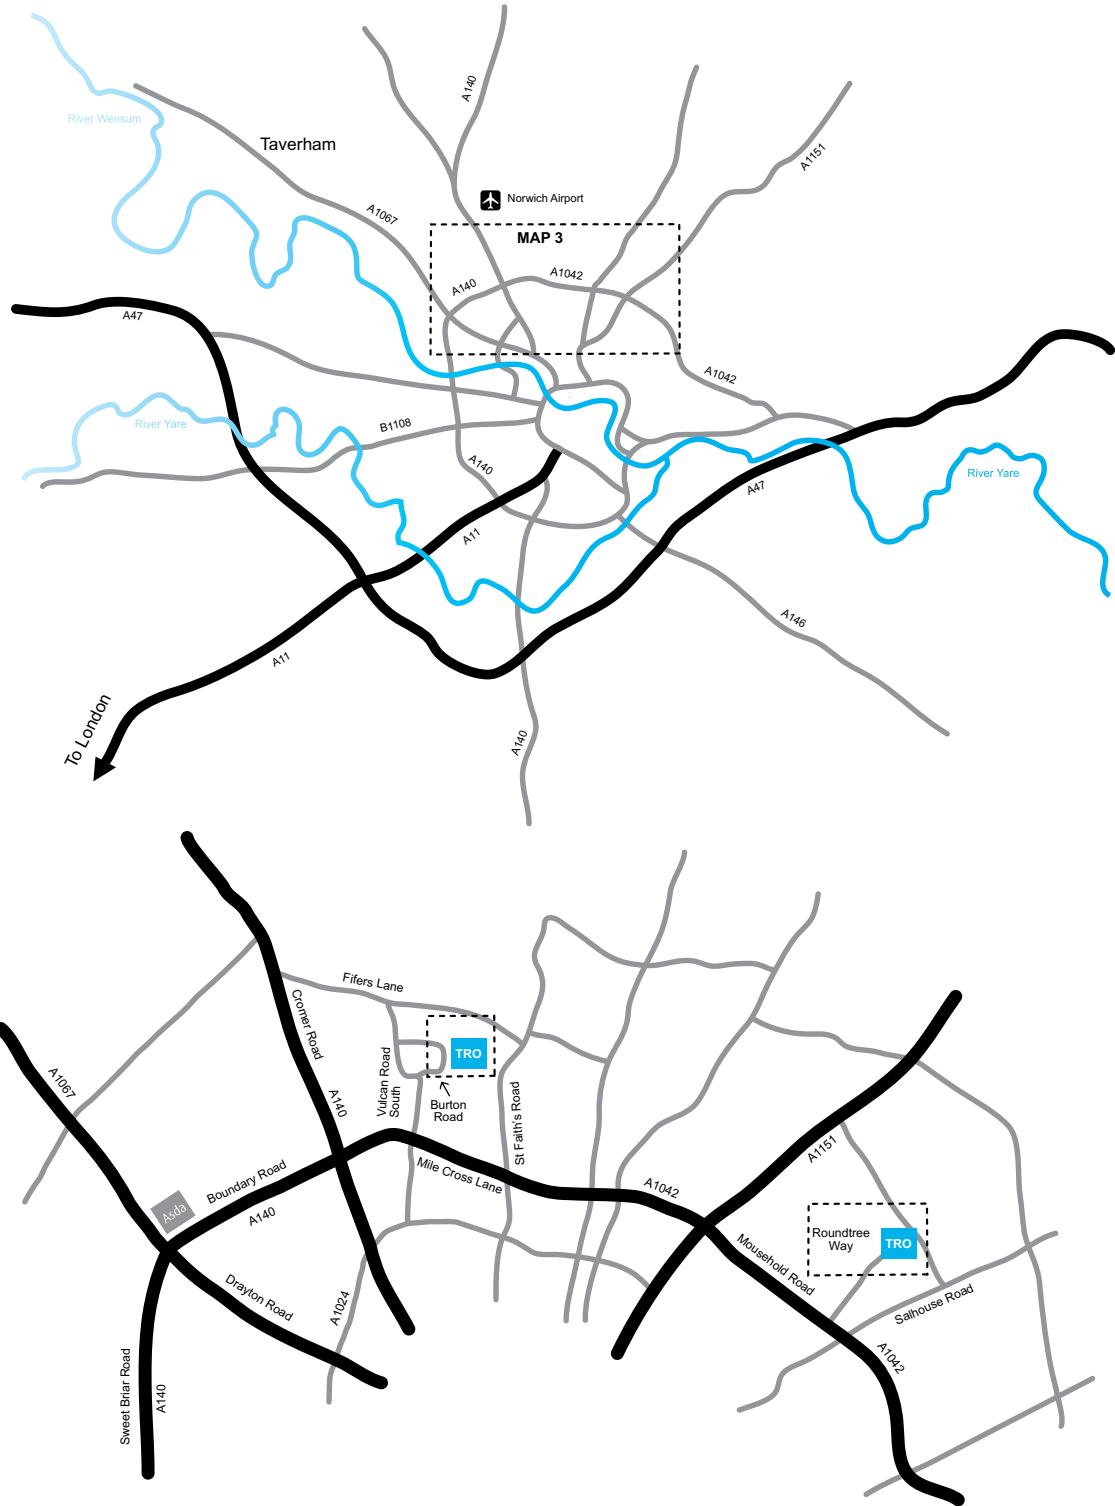 A140
River Wensum
Taverham
A1151
Norwich Airport
A1067
MAP 3
A140
A1042
A47
A1042
River Yare
B1108
A140
River Yare
A47
A11
A146
A11
To London
A140
Fifers Lane
Cromer Road
TRO
A1067
Vulcan Road
South
Burton
Road
A140
St Faith's Road
A1151
Boundary Road
Mile Cross Lane
A1042
Asda
A140
Roundtree
Way
TRO
Mousehold Road
Drayton Road
A1024
Salhouse Road
A1042
Sweet Briar Road
A140